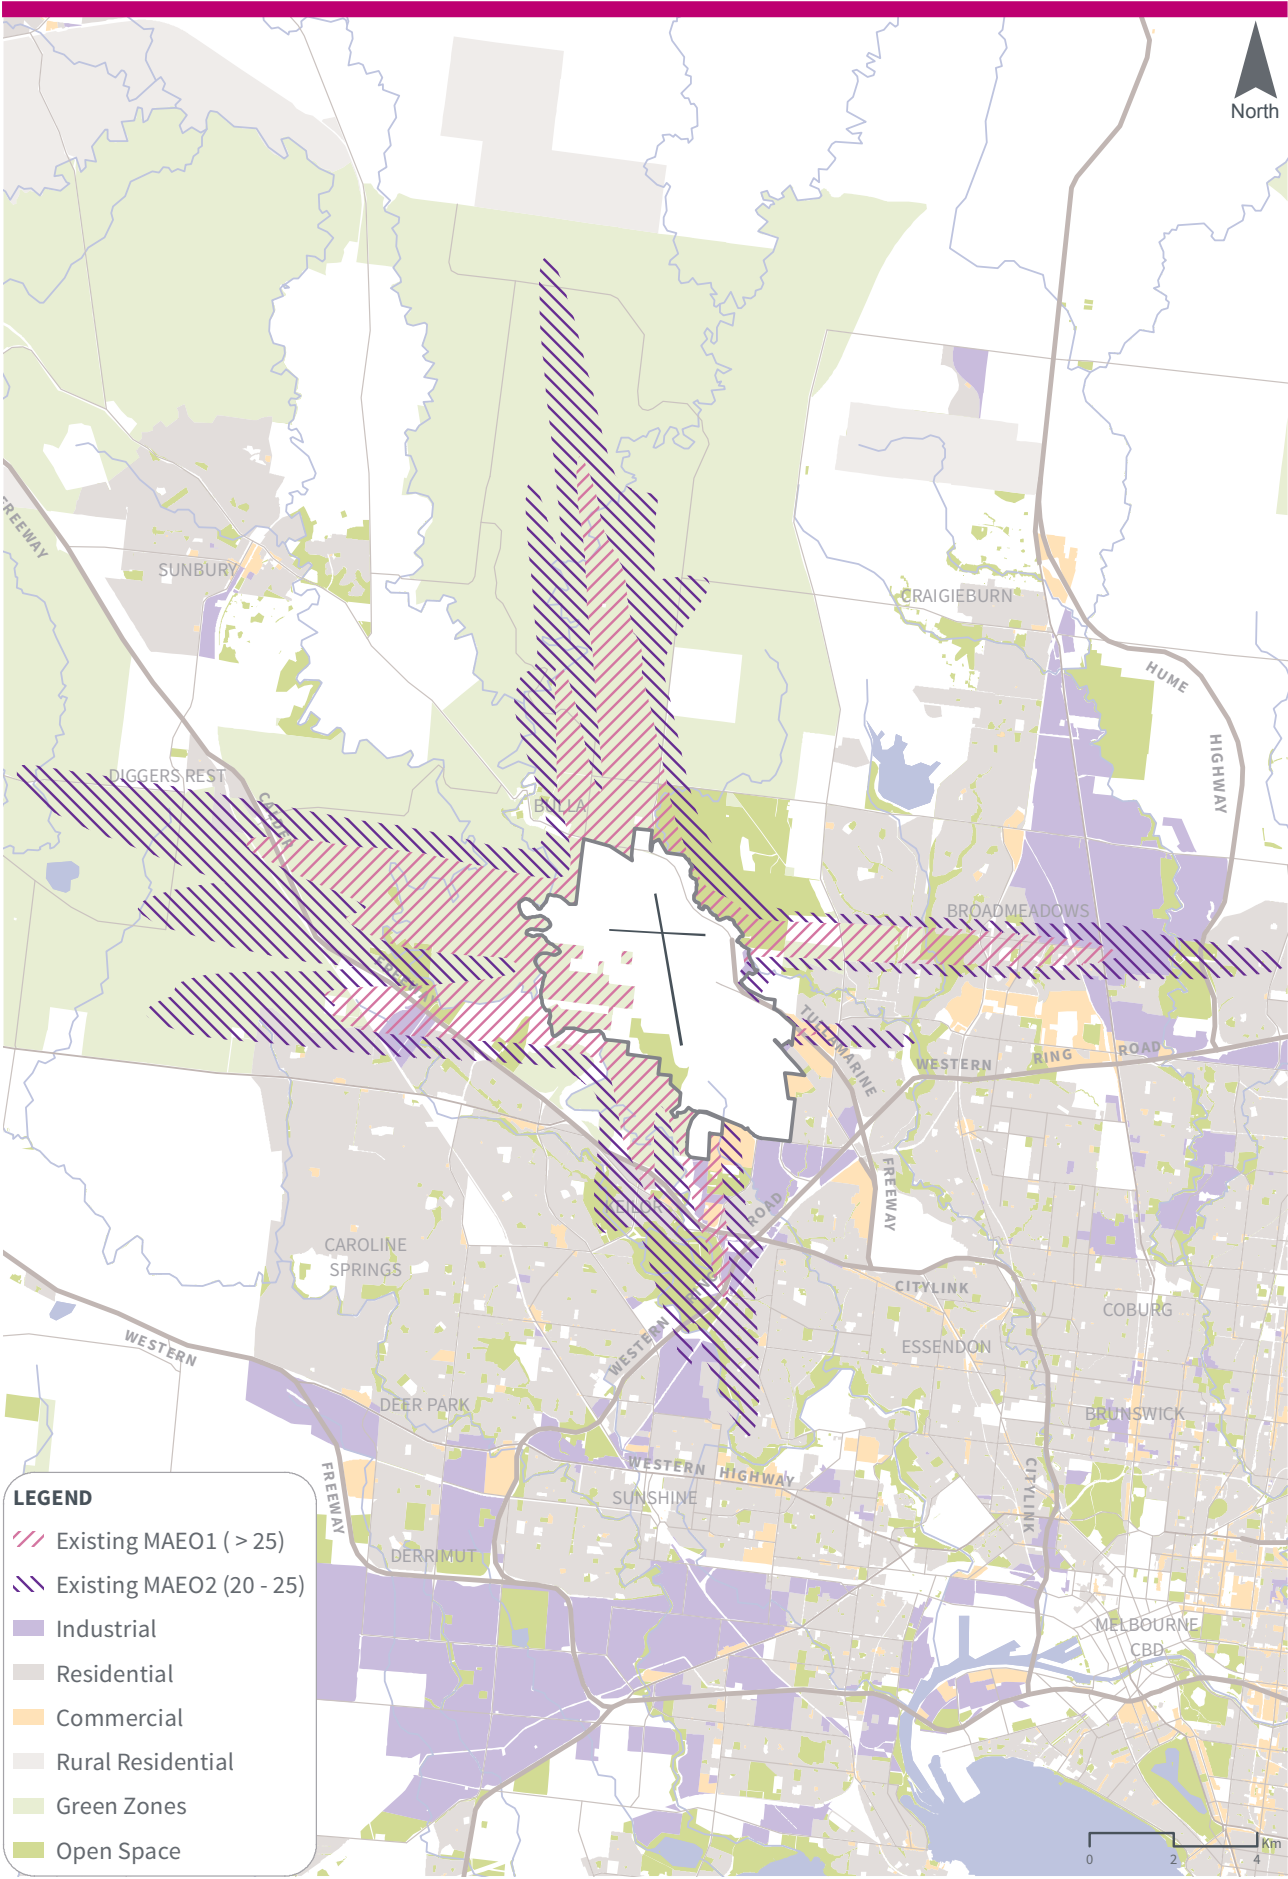 North
FREEWAY
SUNBURY
CRAIGIEBURN
HUME
HIGHWAY
DIGGERS REST
CALDER
BULLA
BROADMEADOWS
FREEWAY
TULLAMARINE
WESTERN RING ROAD
FREEWAY
KEILOR
ROAD
CAROLINE
SPRINGS
RING
CITYLINK
COBURG
WESTERN
WESTERN
ESSENDON
DEER PARK
BRUNSWICK
FREEWAY
WESTERN HIGHWAY
CITYLINK
SUNSHINE
DERRIMUT
MELBOURNE
CBD
LEGEND
Existing MAEO1 ( > 25)
Existing MAEO2 (20 - 25)
Industrial
Residential
Commercial
Rural Residential
Green Zones
Open Space
Km
0 2 4